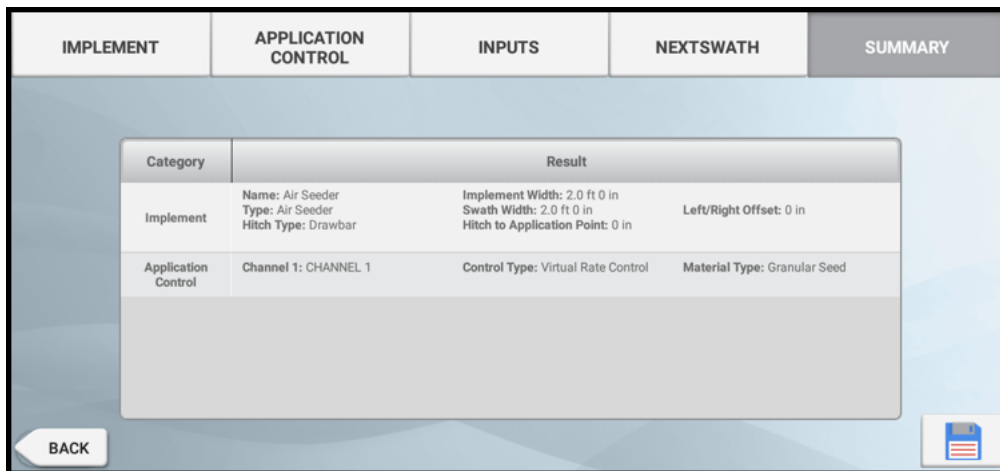 IMPLEMENT
APPLICATION
CONTROL
INPUTS
NEXTSWATH
SUMMARY
Category
Result
Implement
Name: Air Seeder
Type: Air Seeder
Hitch Type: Drawbar
Implement Width: 2.0 ft 0 in
Swath Width: 2.0 ft 0 in
Hitch to Application Point: 0 in
Left/Right Offset: 0 in
Application
Control
Channel 1: CHANNEL 1
Control Type: Virtual Rate Control
Material Type: Granular Seed
BACK